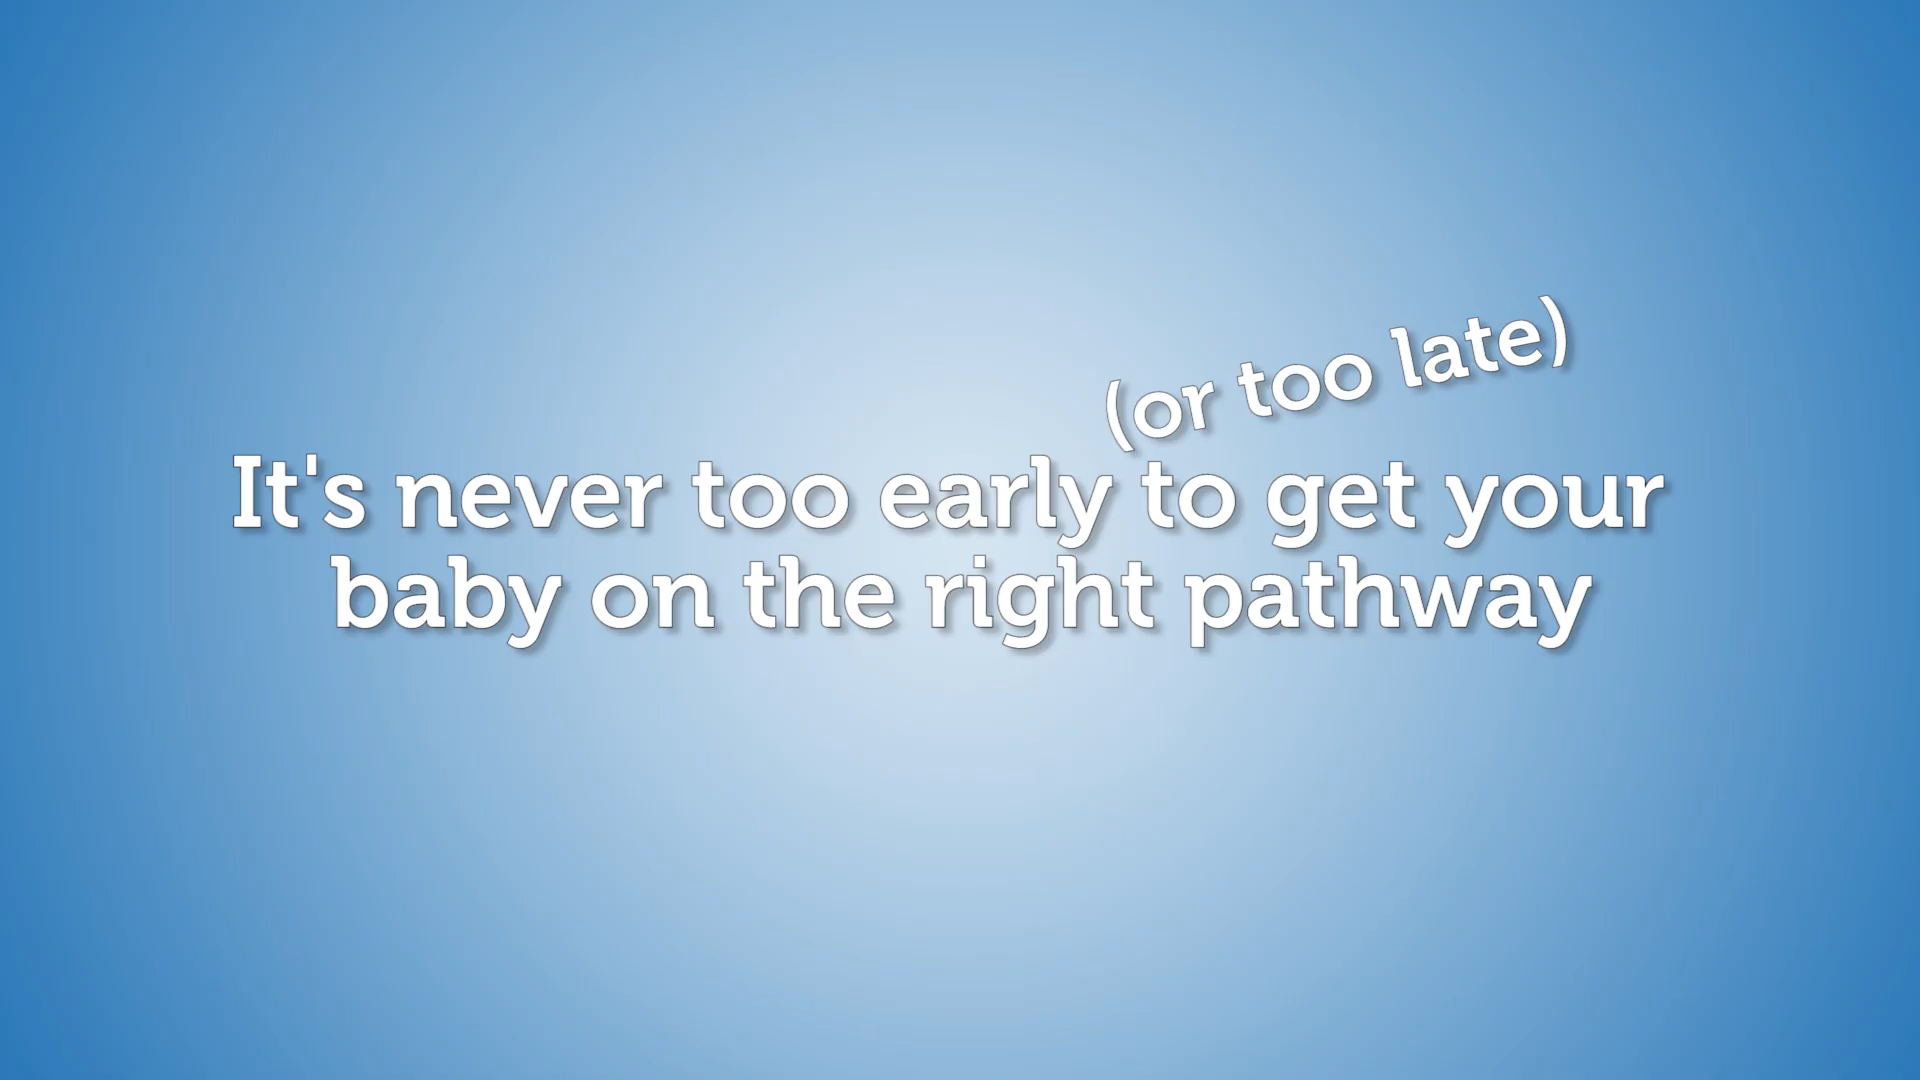 (or too late)
It's never too early to get your
baby on the right pathway